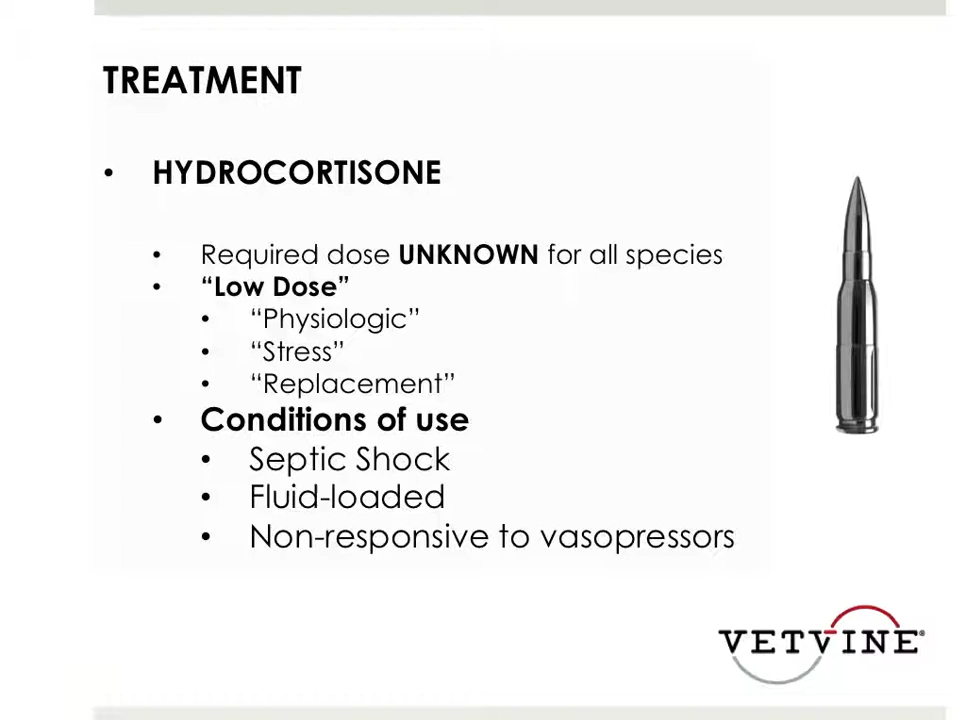 TREATMENT
• HYDROCORTISONE
• Required dose UNKNOWN for all species
• “Low Dose”
• “Physiologic”
• “Stress”
• “Replacement”
• Conditions of use
• Septic Shock
• Fluid-loaded
• Non-responsive to vasopressors
VETVINE®